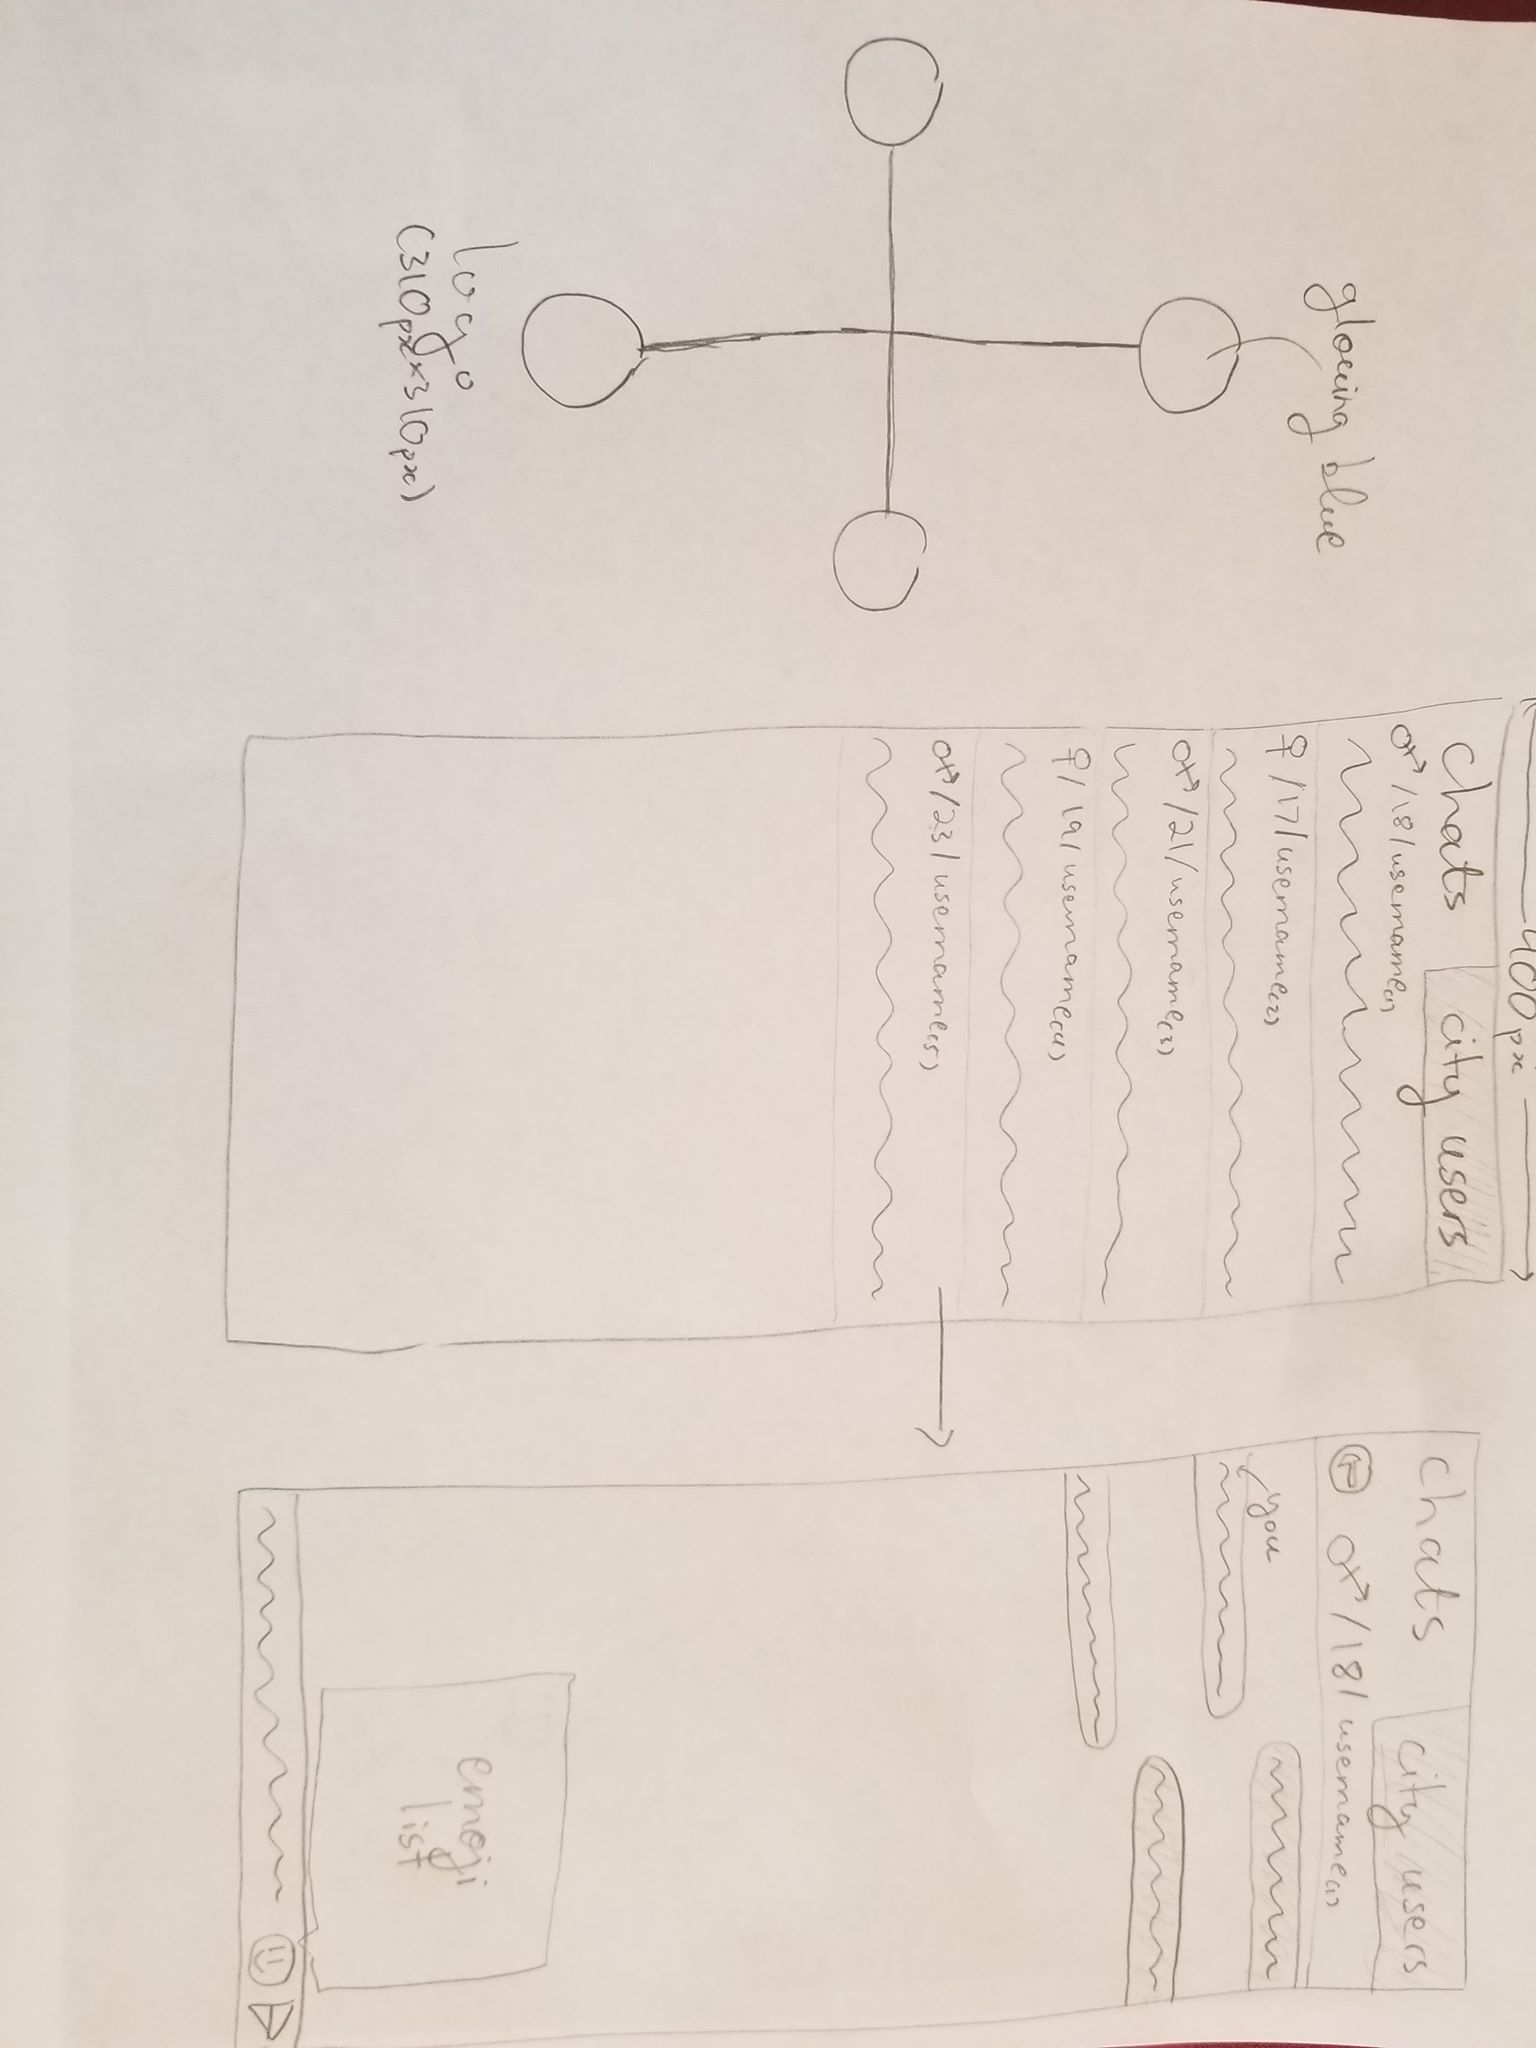 glowing blue
logo
(310px×310px)
400px
chats
city users
♂/18/username(1)
♀/17/username(2)
♂/21/username(3)
♀/19/username(4)
♂/23/username(5)
chats
city users
♂/18/username(1)
you
emoji
list